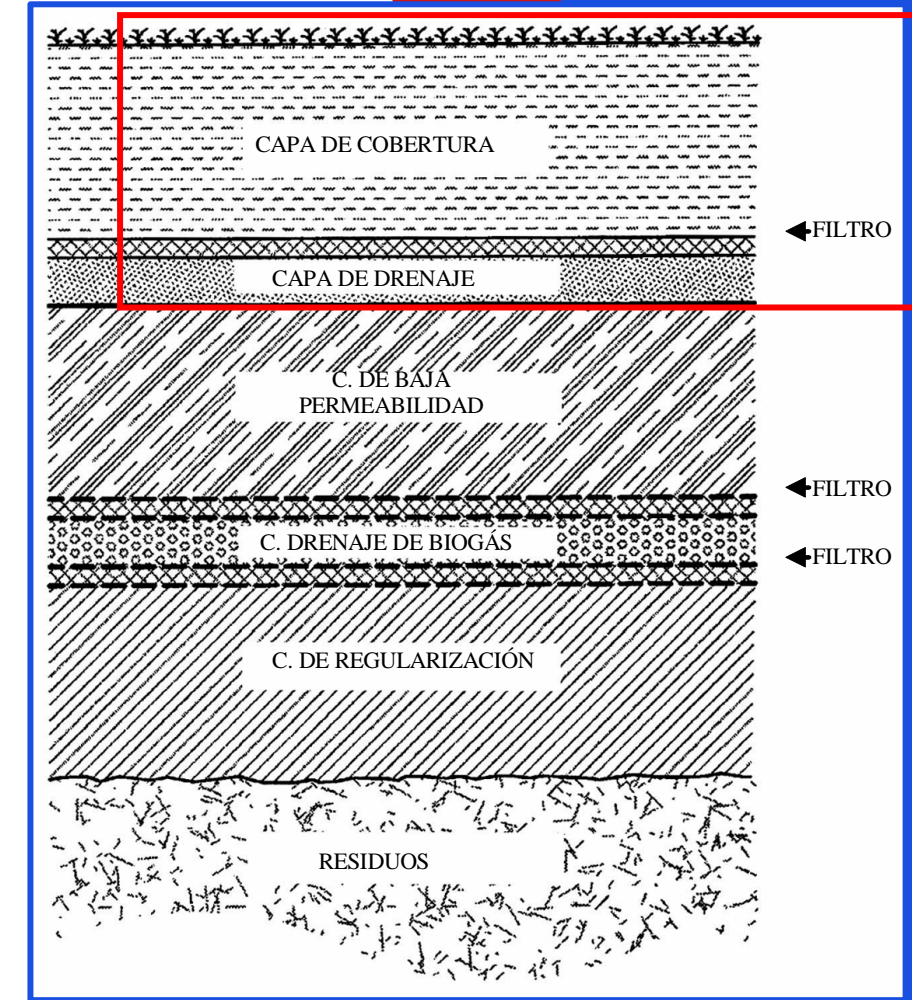 CAPA DE COBERTURA
FILTRO
CAPA DE DRENAJE
C. DE BAJA
PERMEABILIDAD
FILTRO
C. DRENAJE DE BIOGÁS
FILTRO
C. DE REGULARIZACIÓN
RESIDUOS